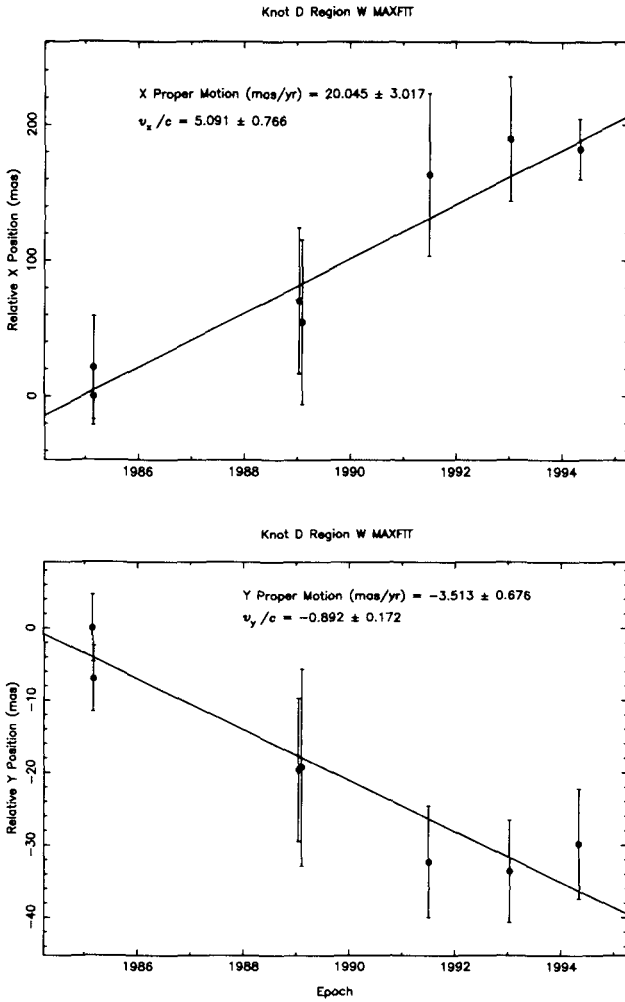 Knot D Region W MAXFIT
X Proper Motion (mas/yr) = 20.045 ± 3.017
υₓ/c = 5.091 ± 0.766
Relative X Position (mas)
200
100
0
1986
1988
1990
1992
1994
Knot D Region W MAXFIT
Y Proper Motion (mas/yr) = −3.513 ± 0.676
υ_y/c = −0.892 ± 0.172
Relative Y Position (mas)
0
−10
−20
−30
−40
1986
1988
1990
1992
1994
Epoch